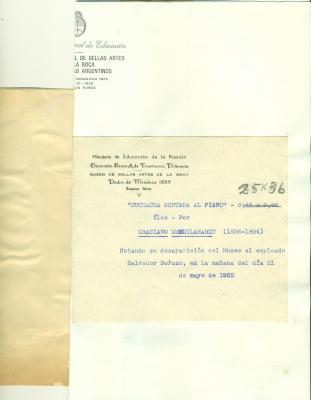 nal de Educación
L DE BELLAS ARTES
LA BOCA
S ARGENTINOS
Ministerio de Educación de la Nación
Dirección General de Enseñanza Primaria
MUSEO DE BELLAS ARTES DE LA BOCA
Pedro de Mendoza 1835
Buenos Aires
25x36
"MUCHACHA SENTADA AL PIANO" -
Óleo - Por
GRACIANO MENDILAHARZU (1856-1894)
Notando su desaparición del Museo el empleado
Salvador Boruso, en la mañana del día 21
de mayo de 1952